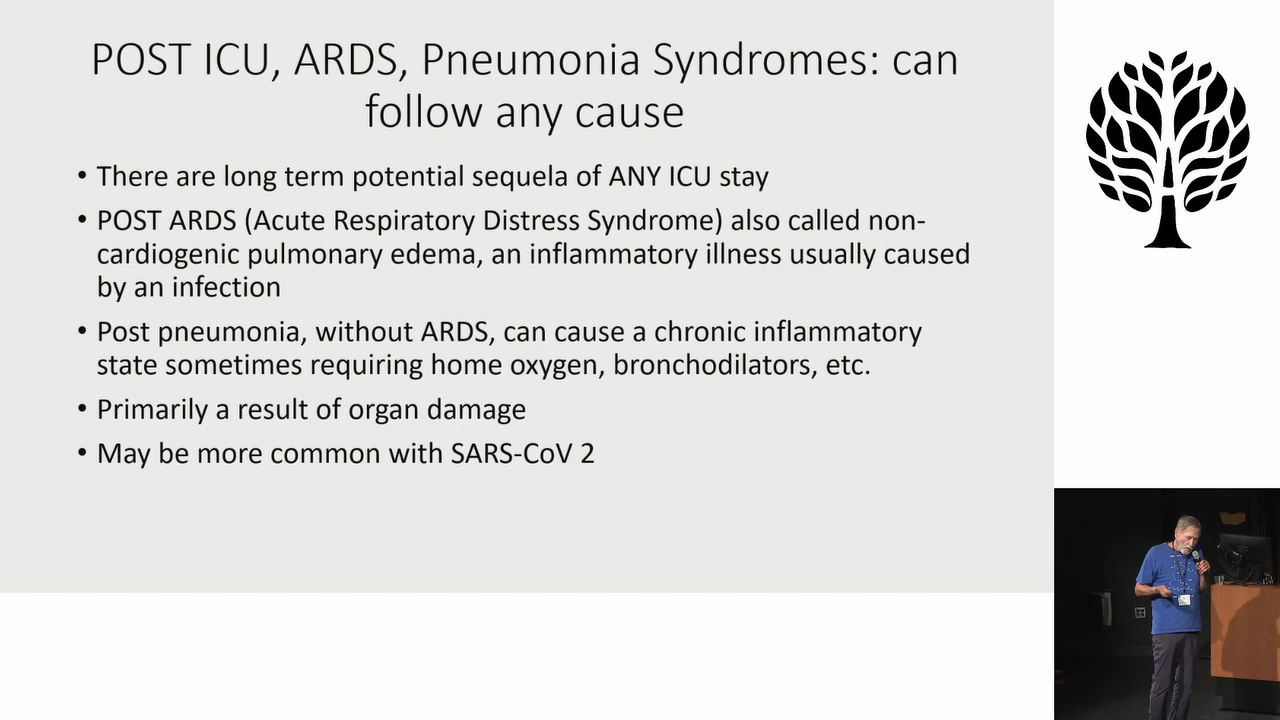 POST ICU, ARDS, Pneumonia Syndromes: can
follow any cause
• There are long term potential sequela of ANY ICU stay
• POST ARDS (Acute Respiratory Distress Syndrome) also called non-
cardiogenic pulmonary edema, an inflammatory illness usually caused
by an infection
• Post pneumonia, without ARDS, can cause a chronic inflammatory
state sometimes requiring home oxygen, bronchodilators, etc.
• Primarily a result of organ damage
• May be more common with SARS-CoV 2